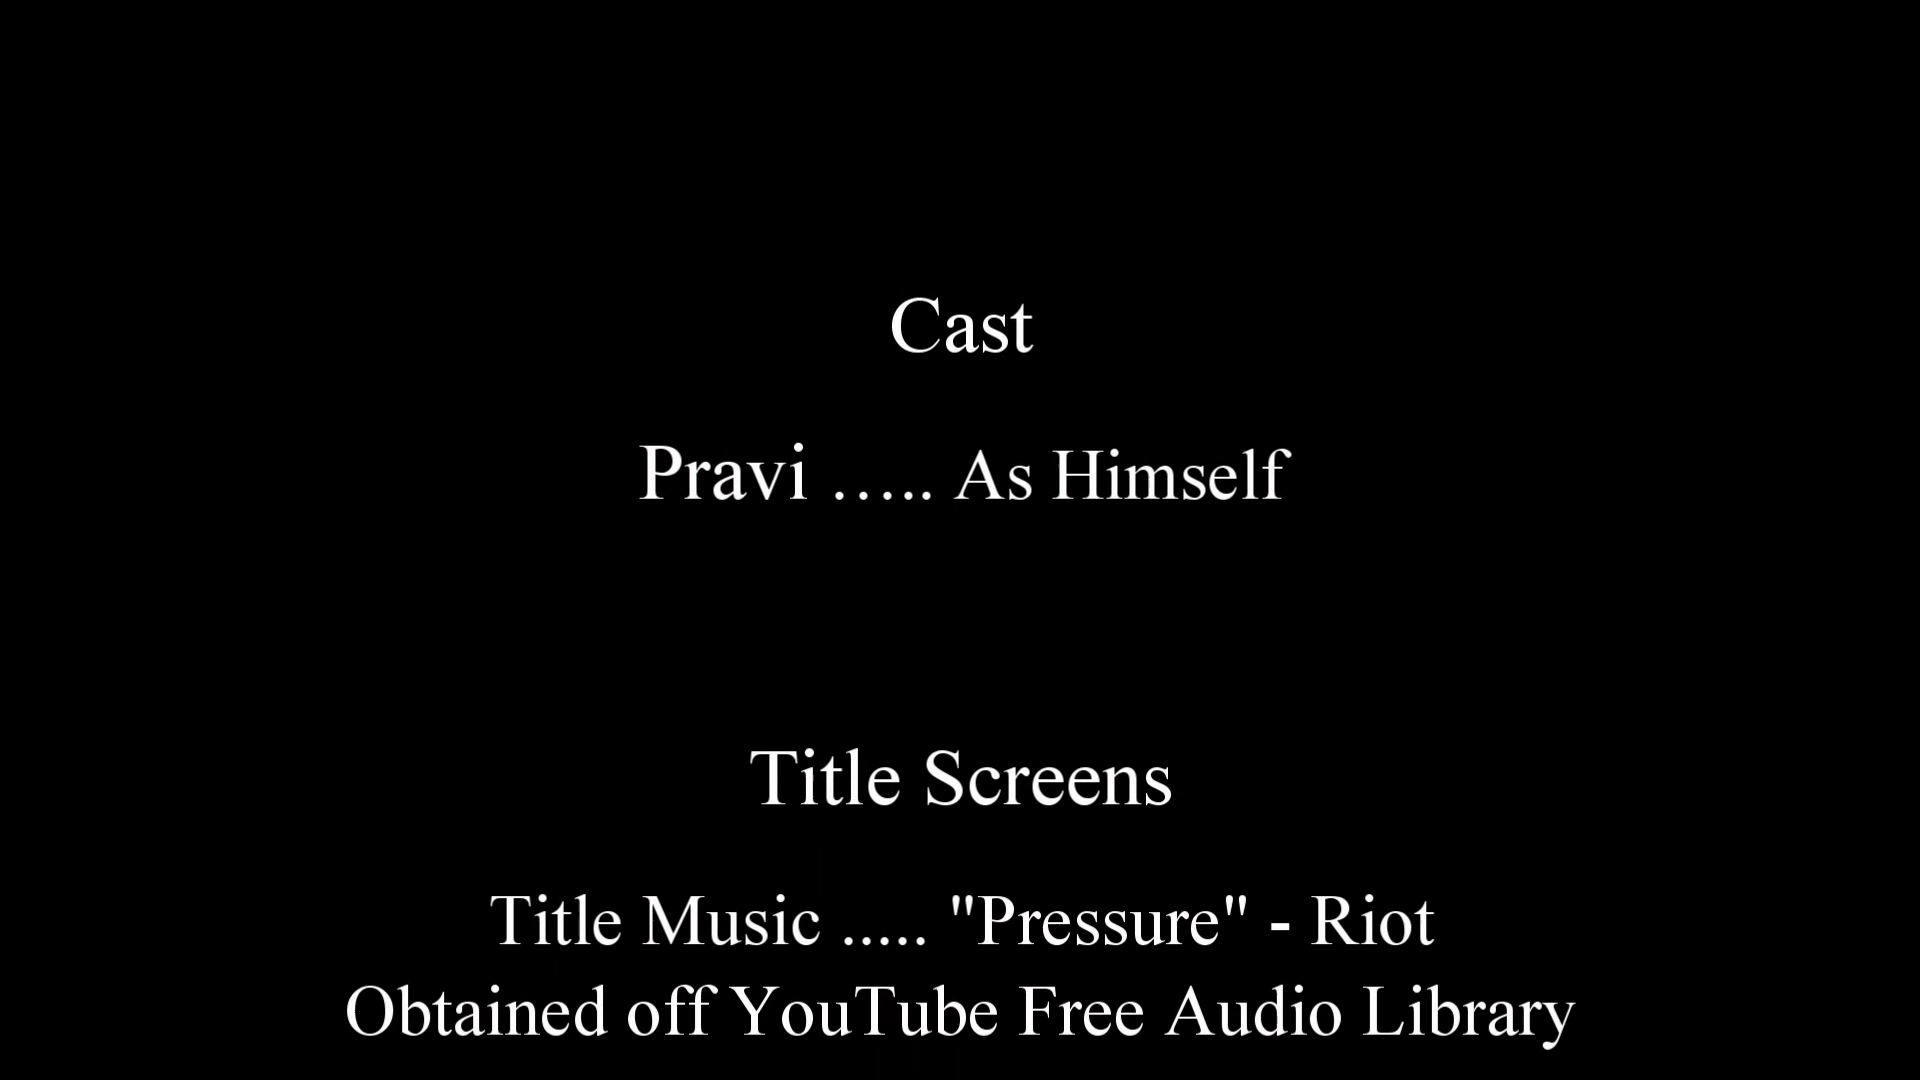 Cast
Pravi ….. As Himself
Title Screens
Title Music ..... "Pressure" - Riot
Obtained off YouTube Free Audio Library